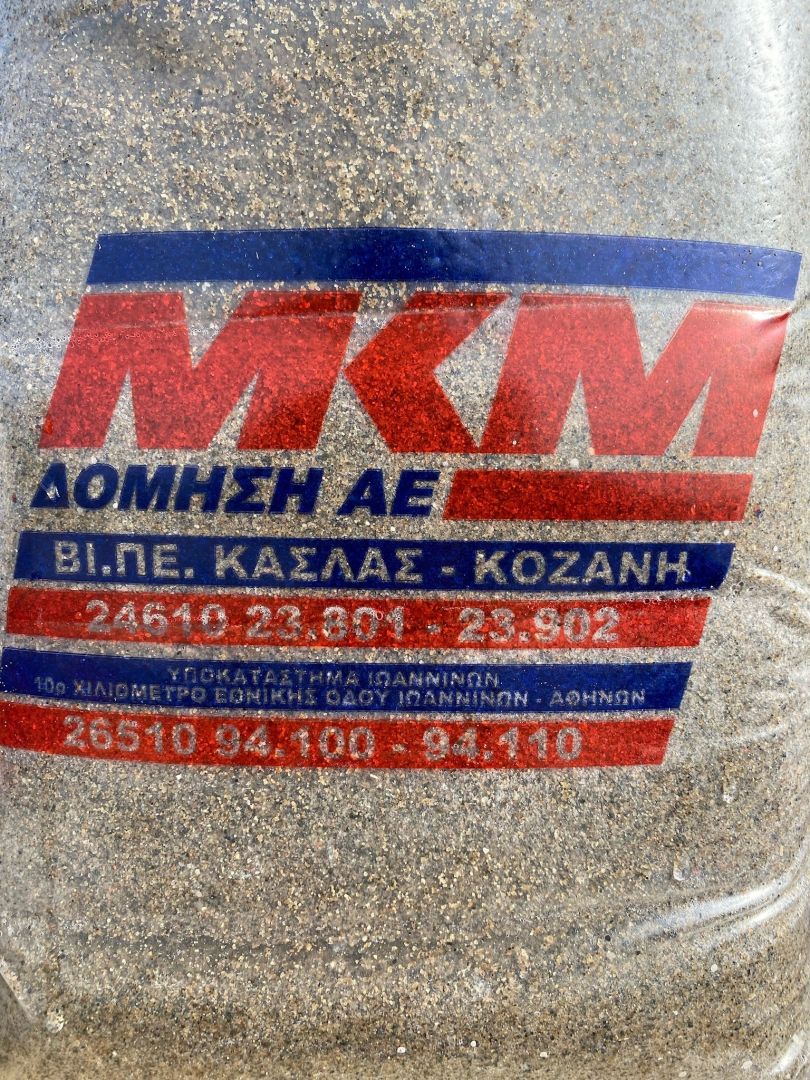 ΜΚΜ
ΔΟΜΗΣΗ ΑΕ
ΒΙ.ΠΕ. ΚΑΣΛΑΣ - ΚΟΖΑΝΗ
24610 23.801 - 23.902
ΥΠΟΚΑΤΑΣΤΗΜΑ ΙΩΑΝΝΙΝΩΝ
10ο ΧΙΛΙΟΜΕΤΡΟ ΕΘΝΙΚΗΣ ΟΔΟΥ ΙΩΑΝΝΙΝΩΝ - ΑΘΗΝΩΝ
26510 94.100 - 94.110